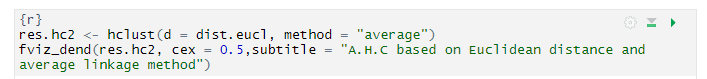 {r}
res.hc2 <- hclust(d = dist.eucl, method = "average")
fviz_dend(res.hc2, cex = 0.5,subtitle = "A.H.C based on Euclidean distance and
average linkage method")